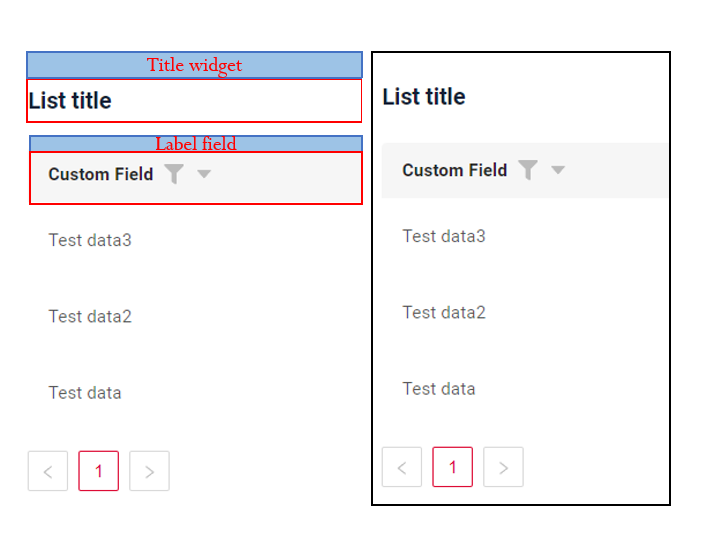 Title widget
List title
Label field
Custom Field
Test data3
Test data2
Test data
< 1 >
List title
Custom Field
Test data3
Test data2
Test data
< 1 >